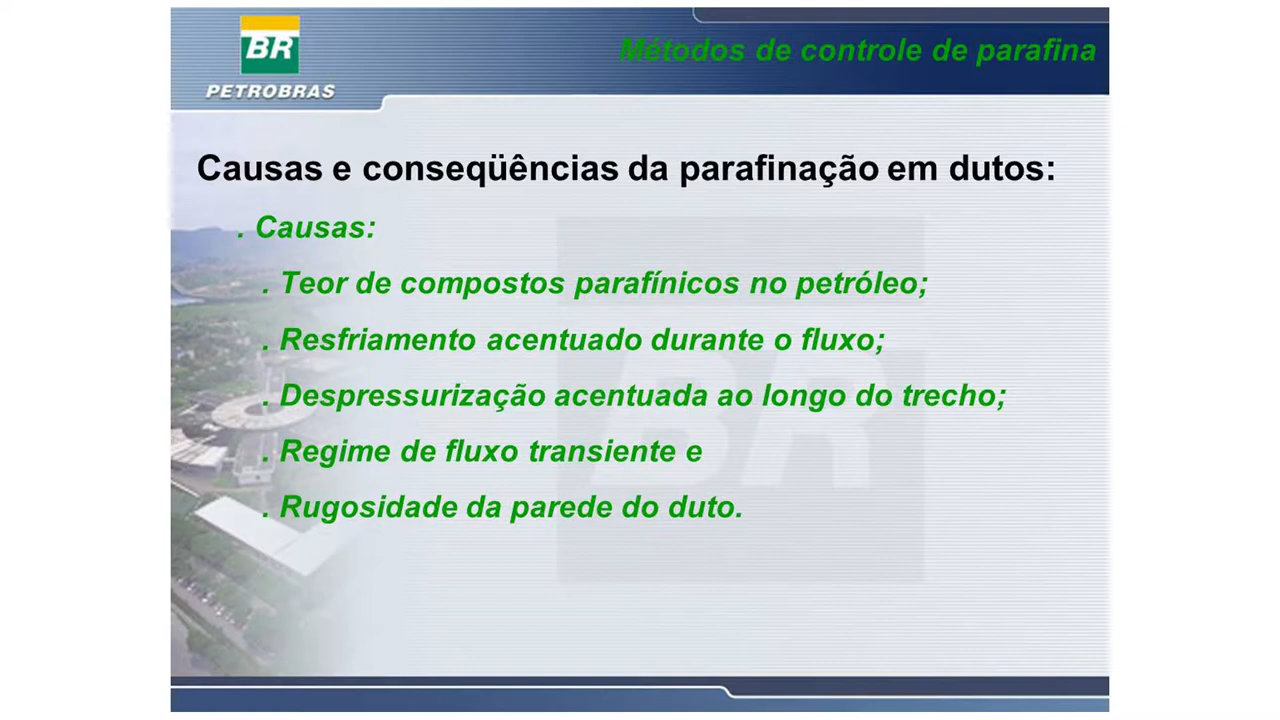 BR
PETROBRAS
Métodos de controle de parafina
Causas e conseqüências da parafinação em dutos:
. Causas:
. Teor de compostos parafínicos no petróleo;
. Resfriamento acentuado durante o fluxo;
. Despressurização acentuada ao longo do trecho;
. Regime de fluxo transiente e
. Rugosidade da parede do duto.
BR